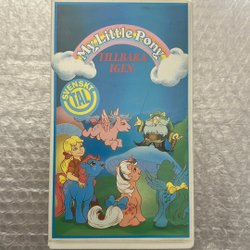 My Little Pony
TILLBAKA
IGEN
SVENSKT
TAL